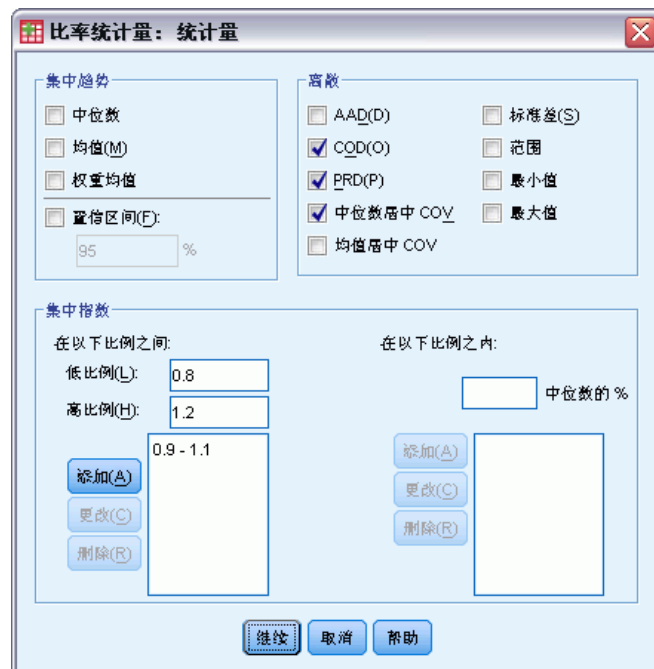 比率统计量：统计量
集中趋势
中位数
均值(M)
权重均值
置信区间(F):
95 %
离散
AAD(D)
COD(O)
PRD(P)
中位数居中 COV
均值居中 COV
标准差(S)
范围
最小值
最大值
集中指数
在以下比例之间:
低比例(L): 0.8
高比例(H): 1.2
0.9 - 1.1
添加(A)
更改(C)
删除(R)
在以下比例之内:
中位数的 %
添加(A)
更改(C)
删除(R)
继续 取消 帮助